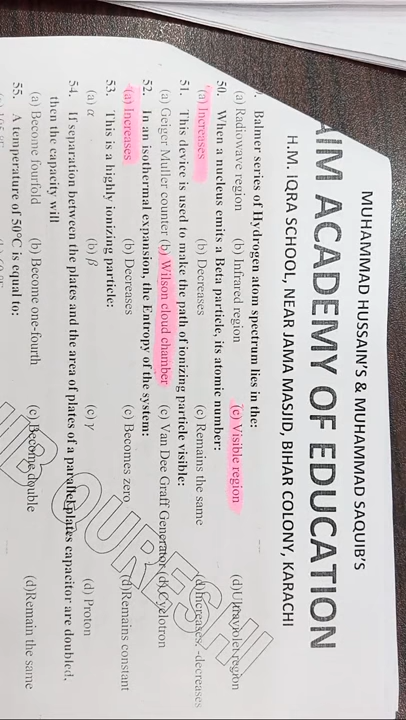 MUHAMMAD HUSSAIN'S & MUHAMMAD SAQUIB'S
AIM ACADEMY OF EDUCATION
H.M. IQRA SCHOOL, NEAR JAMA MASJID, BIHAR COLONY, KARACHI
. Balmer series of Hydrogen atom spectrum lies in the:
(a) Radiowave region (b) Infrared region (c) Visible region (d)Ultraviolet region
50. When a nucleus emits a Beta particle, its atomic number:
(a) Increases (b) Decreases (c) Remains the same (d)Increases,-decreases
51. This device is used to make the path of ionizing particle visible:
(a) Geiger Muller counter (b) Wilson cloud chamber (c) Van Dee Graff Generator (d) Cyclotron
52. In an isothermal expansion, the Entropy of the system:
(a) Increases (b) Decreases (c) Becomes zero (d)Remains constant
53. This is a highly ionizing particle:
(a) α (b) β (c) γ (d) Proton
54. If separation between the plates and the area of plates of a parallel plates capacitor are doubled,
then the capacity will
(a) Become fourfold (b) Become one-fourth (c) Become double (d)Remain the same
55. A temperature of 50°C is equal to:
QURESHI